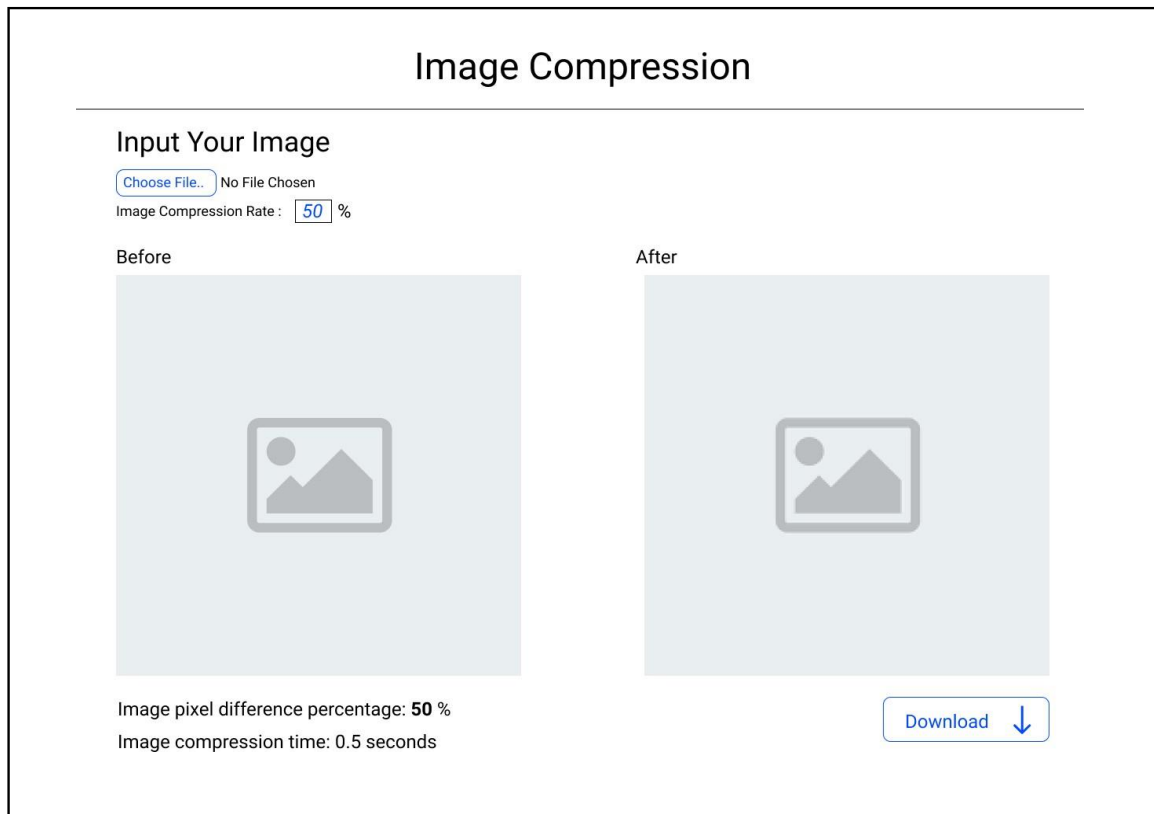 Image Compression
Input Your Image
Choose File.. No File Chosen
Image Compression Rate : 50 %
Before
After
Image pixel difference percentage: 50 %
Image compression time: 0.5 seconds
Download